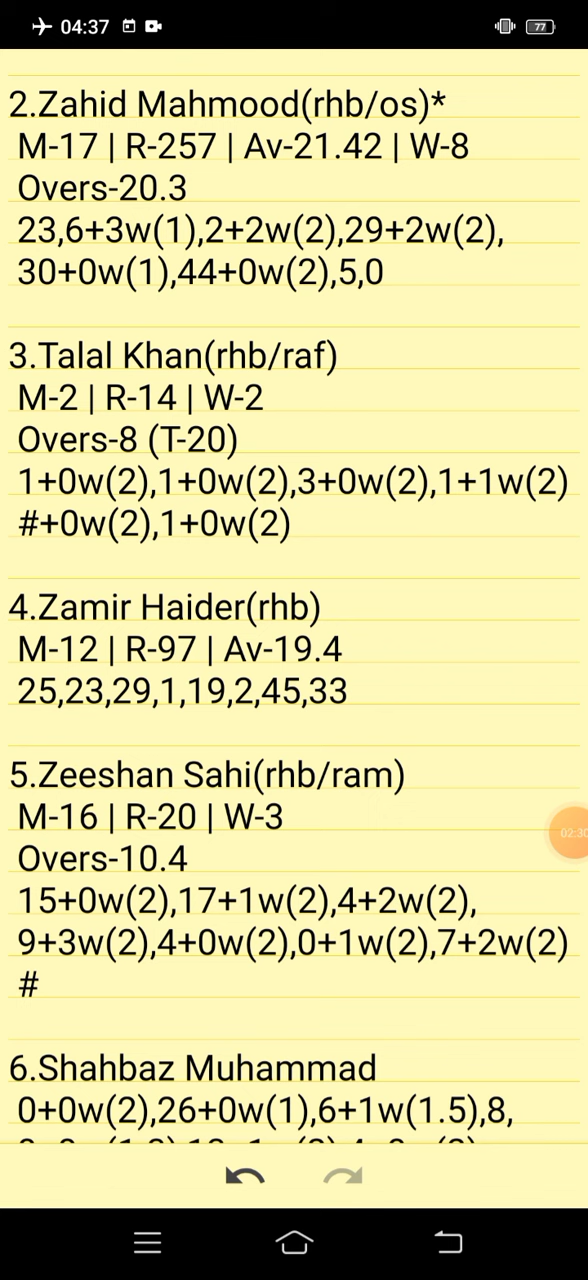 04:37
77
2.Zahid Mahmood(rhb/os)*
M-17 | R-257 | Av-21.42 | W-8
Overs-20.3
23,6+3w(1),2+2w(2),29+2w(2),
30+0w(1),44+0w(2),5,0
3.Talal Khan(rhb/raf)
M-2 | R-14 | W-2
Overs-8 (T-20)
1+0w(2),1+0w(2),3+0w(2),1+1w(2)
#+0w(2),1+0w(2)
4.Zamir Haider(rhb)
M-12 | R-97 | Av-19.4
25,23,29,1,19,2,45,33
5.Zeeshan Sahi(rhb/ram)
M-16 | R-20 | W-3
02:30
Overs-10.4
15+0w(2),17+1w(2),4+2w(2),
9+3w(2),4+0w(2),0+1w(2),7+2w(2)
#
6.Shahbaz Muhammad
0+0w(2),26+0w(1),6+1w(1.5),8,